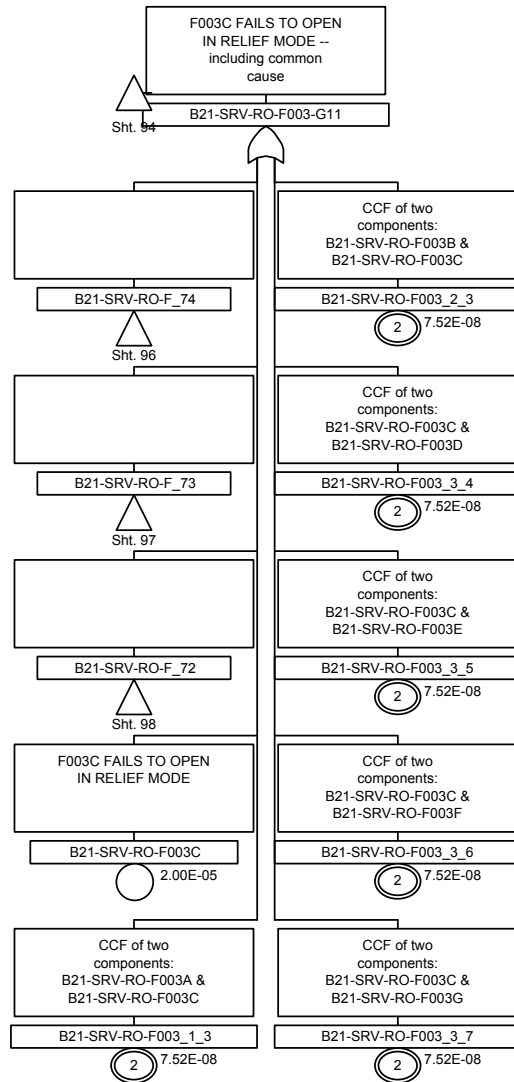 F003C FAILS TO OPEN
IN RELIEF MODE --
including common
cause
Sht. 94
B21-SRV-RO-F003-G11
B21-SRV-RO-F_74
Sht. 96
CCF of two
components:
B21-SRV-RO-F003B &
B21-SRV-RO-F003C
B21-SRV-RO-F003_2_3
2
7.52E-08
B21-SRV-RO-F_73
Sht. 97
CCF of two
components:
B21-SRV-RO-F003C &
B21-SRV-RO-F003D
B21-SRV-RO-F003_3_4
2
7.52E-08
B21-SRV-RO-F_72
Sht. 98
CCF of two
components:
B21-SRV-RO-F003C &
B21-SRV-RO-F003E
B21-SRV-RO-F003_3_5
2
7.52E-08
F003C FAILS TO OPEN
IN RELIEF MODE
B21-SRV-RO-F003C
2.00E-05
CCF of two
components:
B21-SRV-RO-F003C &
B21-SRV-RO-F003F
B21-SRV-RO-F003_3_6
2
7.52E-08
CCF of two
components:
B21-SRV-RO-F003A &
B21-SRV-RO-F003C
B21-SRV-RO-F003_1_3
2
7.52E-08
CCF of two
components:
B21-SRV-RO-F003C &
B21-SRV-RO-F003G
B21-SRV-RO-F003_3_7
2
7.52E-08